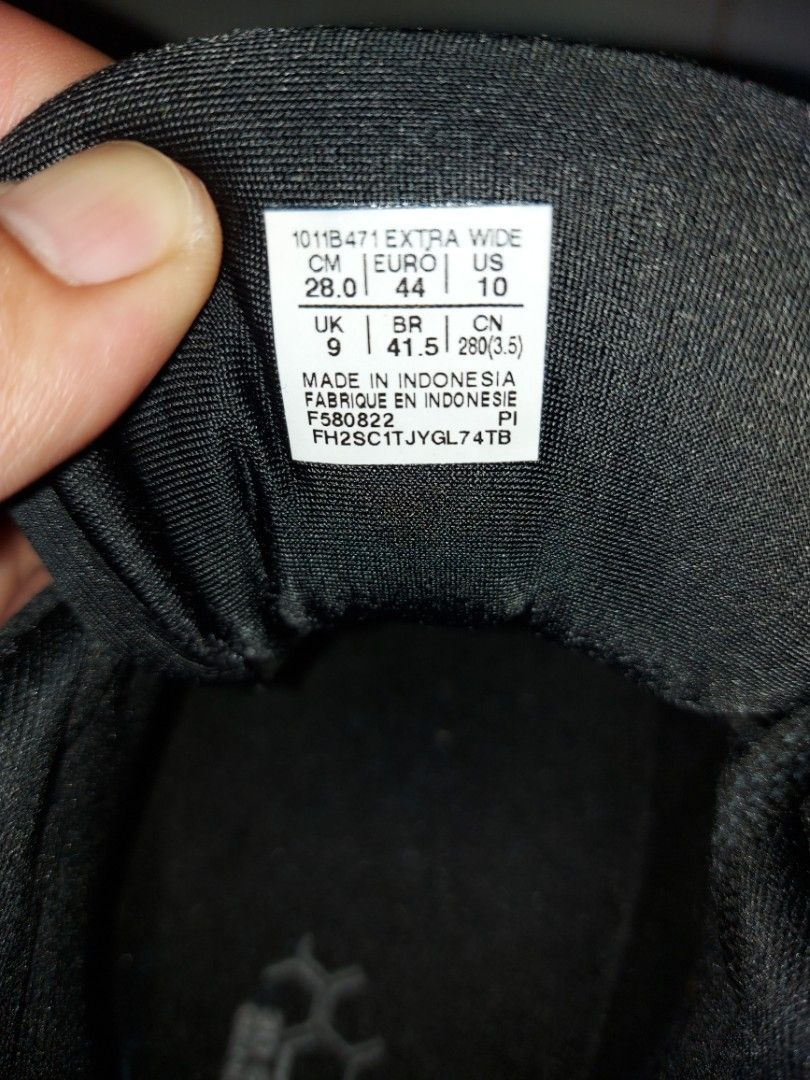 1011B471 EXTRA WIDE
CM | EURO | US
28.0 | 44 | 10
UK | BR | CN
9 | 41.5 | 280(3.5)
MADE IN INDONESIA
FABRIQUE EN INDONESIE
F580822 PI
FH2SC1TJYGL74TB